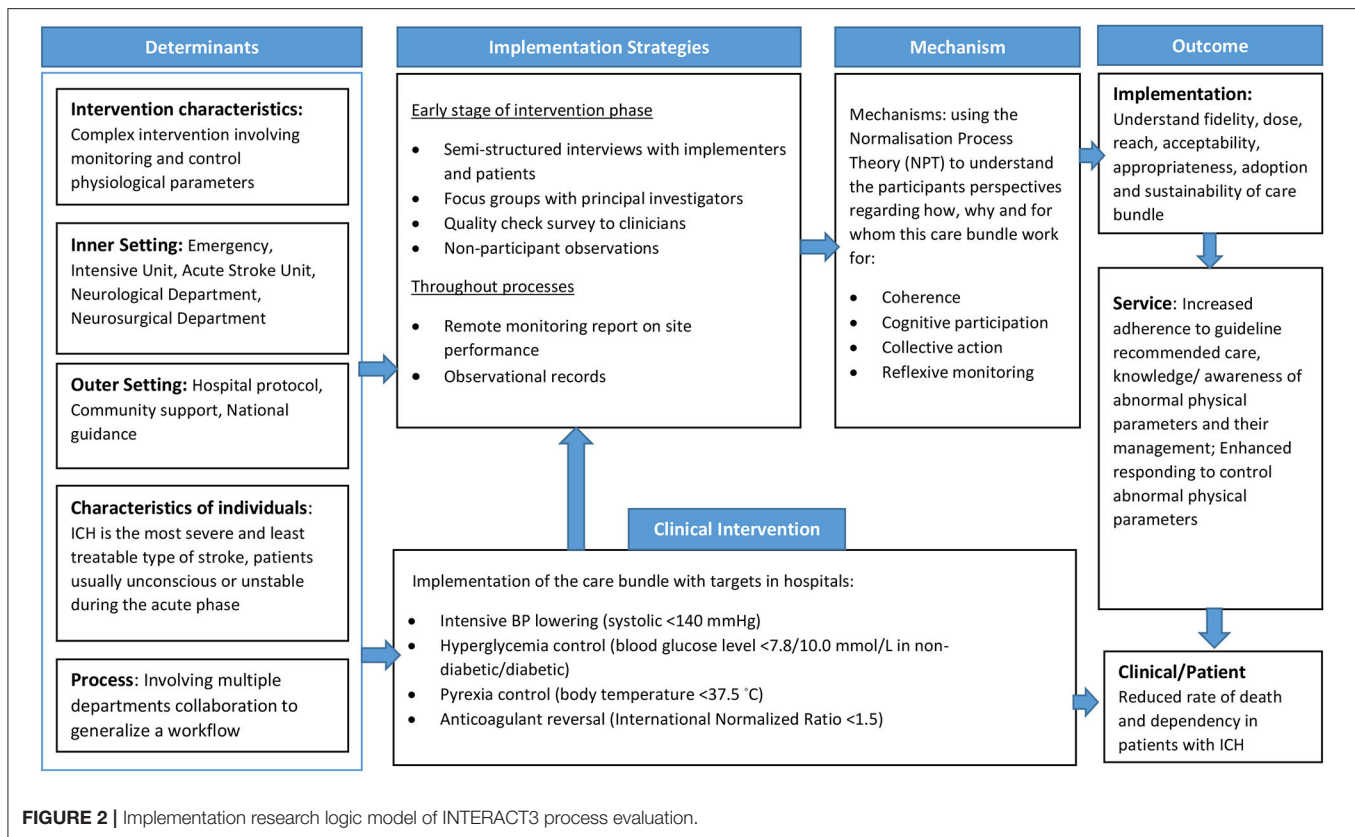 Determinants
Intervention characteristics:
Complex intervention involving
monitoring and control
physiological parameters
Inner Setting: Emergency,
Intensive Unit, Acute Stroke Unit,
Neurological Department,
Neurosurgical Department
Outer Setting: Hospital protocol,
Community support, National
guidance
Characteristics of individuals:
ICH is the most severe and least
treatable type of stroke, patients
usually unconscious or unstable
during the acute phase
Process: Involving multiple
departments collaboration to
generalize a workflow
Implementation Strategies
Early stage of intervention phase
• Semi-structured interviews with implementers
and patients
• Focus groups with principal investigators
• Quality check survey to clinicians
• Non-participant observations
Throughout processes
• Remote monitoring report on site
performance
• Observational records
Clinical Intervention
Implementation of the care bundle with targets in hospitals:
• Intensive BP lowering (systolic <140 mmHg)
• Hyperglycemia control (blood glucose level <7.8/10.0 mmol/L in non-
diabetic/diabetic)
• Pyrexia control (body temperature <37.5 °C)
• Anticoagulant reversal (International Normalized Ratio <1.5)
Mechanism
Mechanisms: using the
Normalisation Process
Theory (NPT) to understand
the participants perspectives
regarding how, why and for
whom this care bundle work
for:
• Coherence
• Cognitive participation
• Collective action
• Reflexive monitoring
Outcome
Implementation:
Understand fidelity, dose,
reach, acceptability,
appropriateness, adoption
and sustainability of care
bundle
Service: Increased
adherence to guideline
recommended care,
knowledge/ awareness of
abnormal physical
parameters and their
management; Enhanced
responding to control
abnormal physical
parameters
Clinical/Patient
Reduced rate of death
and dependency in
patients with ICH
FIGURE 2 | Implementation research logic model of INTERACT3 process evaluation.